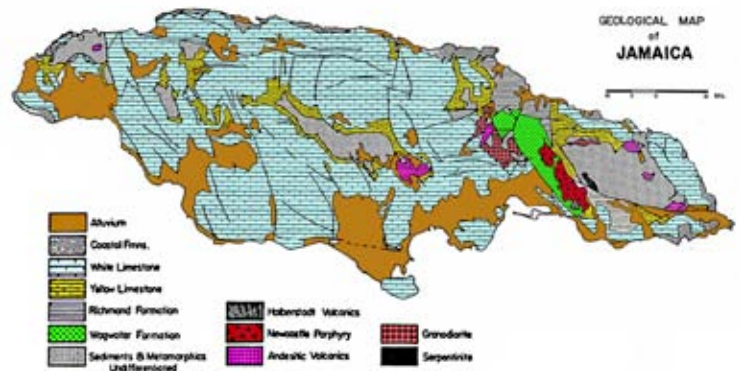 GEOLOGICAL MAP
of
JAMAICA
Alluvium
Coastal Fmns.
White Limestone
Yellow Limestone
Richmond Formation
Wagwater Formation
Sediments & Metamorphics
Undifferentiated
Halberstadt Volcanics
Newcastle Porphyry
Andesitic Volcanics
Granodiorite
Serpentinite